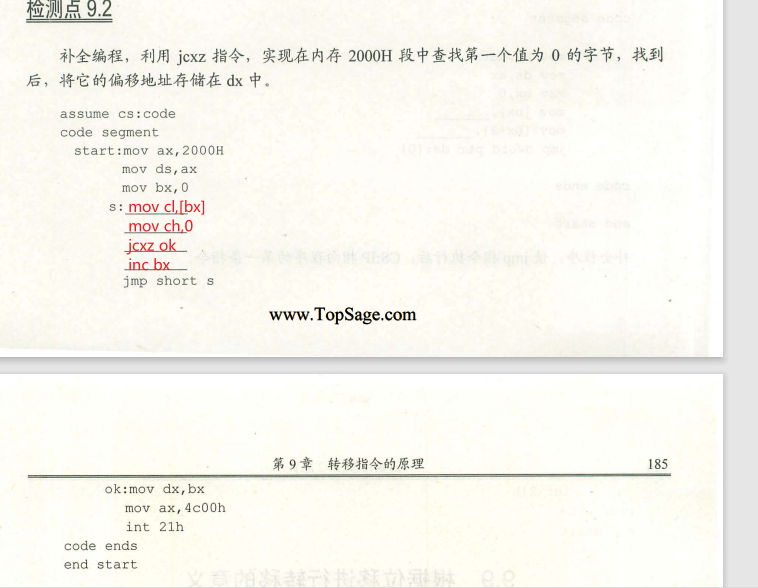 检测点 9.2
补全编程，利用 jcxz 指令，实现在内存 2000H 段中查找第一个值为 0 的字节，找到
后，将它的偏移地址存储在 dx 中。
assume cs:code
code segment
start:mov ax,2000H
mov ds,ax
mov bx,0
s: mov cl,[bx]
mov ch,0
jcxz ok
inc bx
jmp short s
www.TopSage.com
第 9 章 转移指令的原理 185
ok:mov dx,bx
mov ax,4c00h
int 21h
code ends
end start